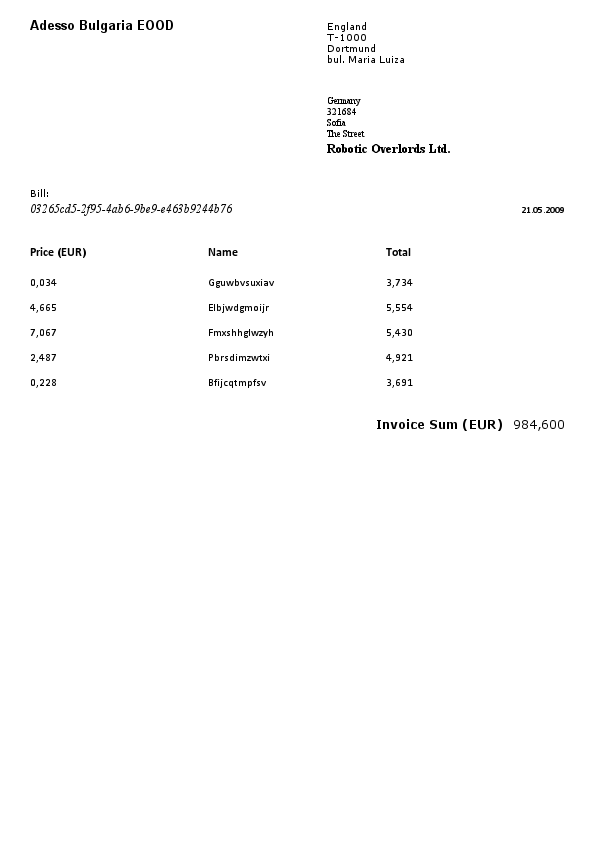 Adesso Bulgaria EOOD
England
T-1000
Dortmund
bul. Maria Luiza
Germany
321684
Sofia
The Street
Robotic Overlords Ltd.
Bill:
03265cd5-2f95-4ab6-9be9-e463b9244b76 21.05.2009
Price (EUR) Name Total
0,034 Gguwbvsuxiav 3,734
4,665 Elbjwdgmoijr 5,554
7,067 Fmxshhglwzyh 5,430
2,487 Pbrsdimzwtxi 4,921
0,228 Bfijcqtmpfsv 3,691
Invoice Sum (EUR) 984,600